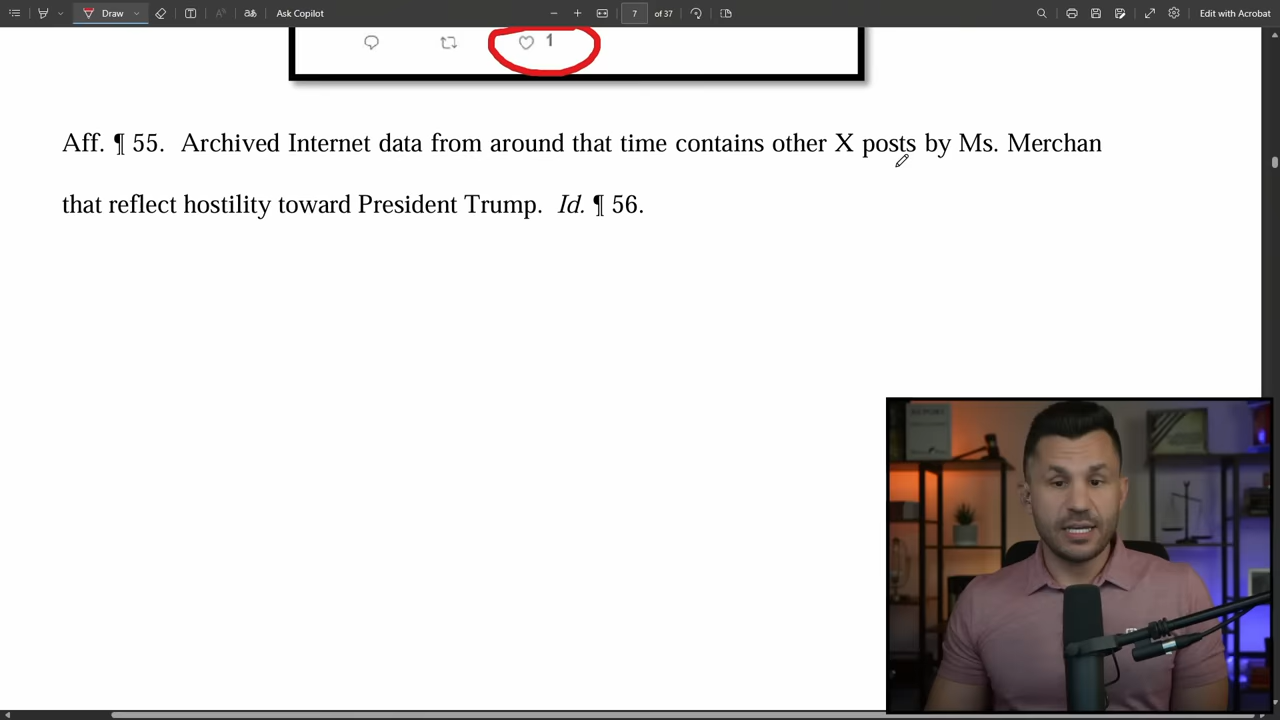 Draw
Ask Copilot
7
of 37
Edit with Acrobat
1
Aff. ¶ 55. Archived Internet data from around that time contains other X posts by Ms. Merchan
that reflect hostility toward President Trump. Id. ¶ 56.